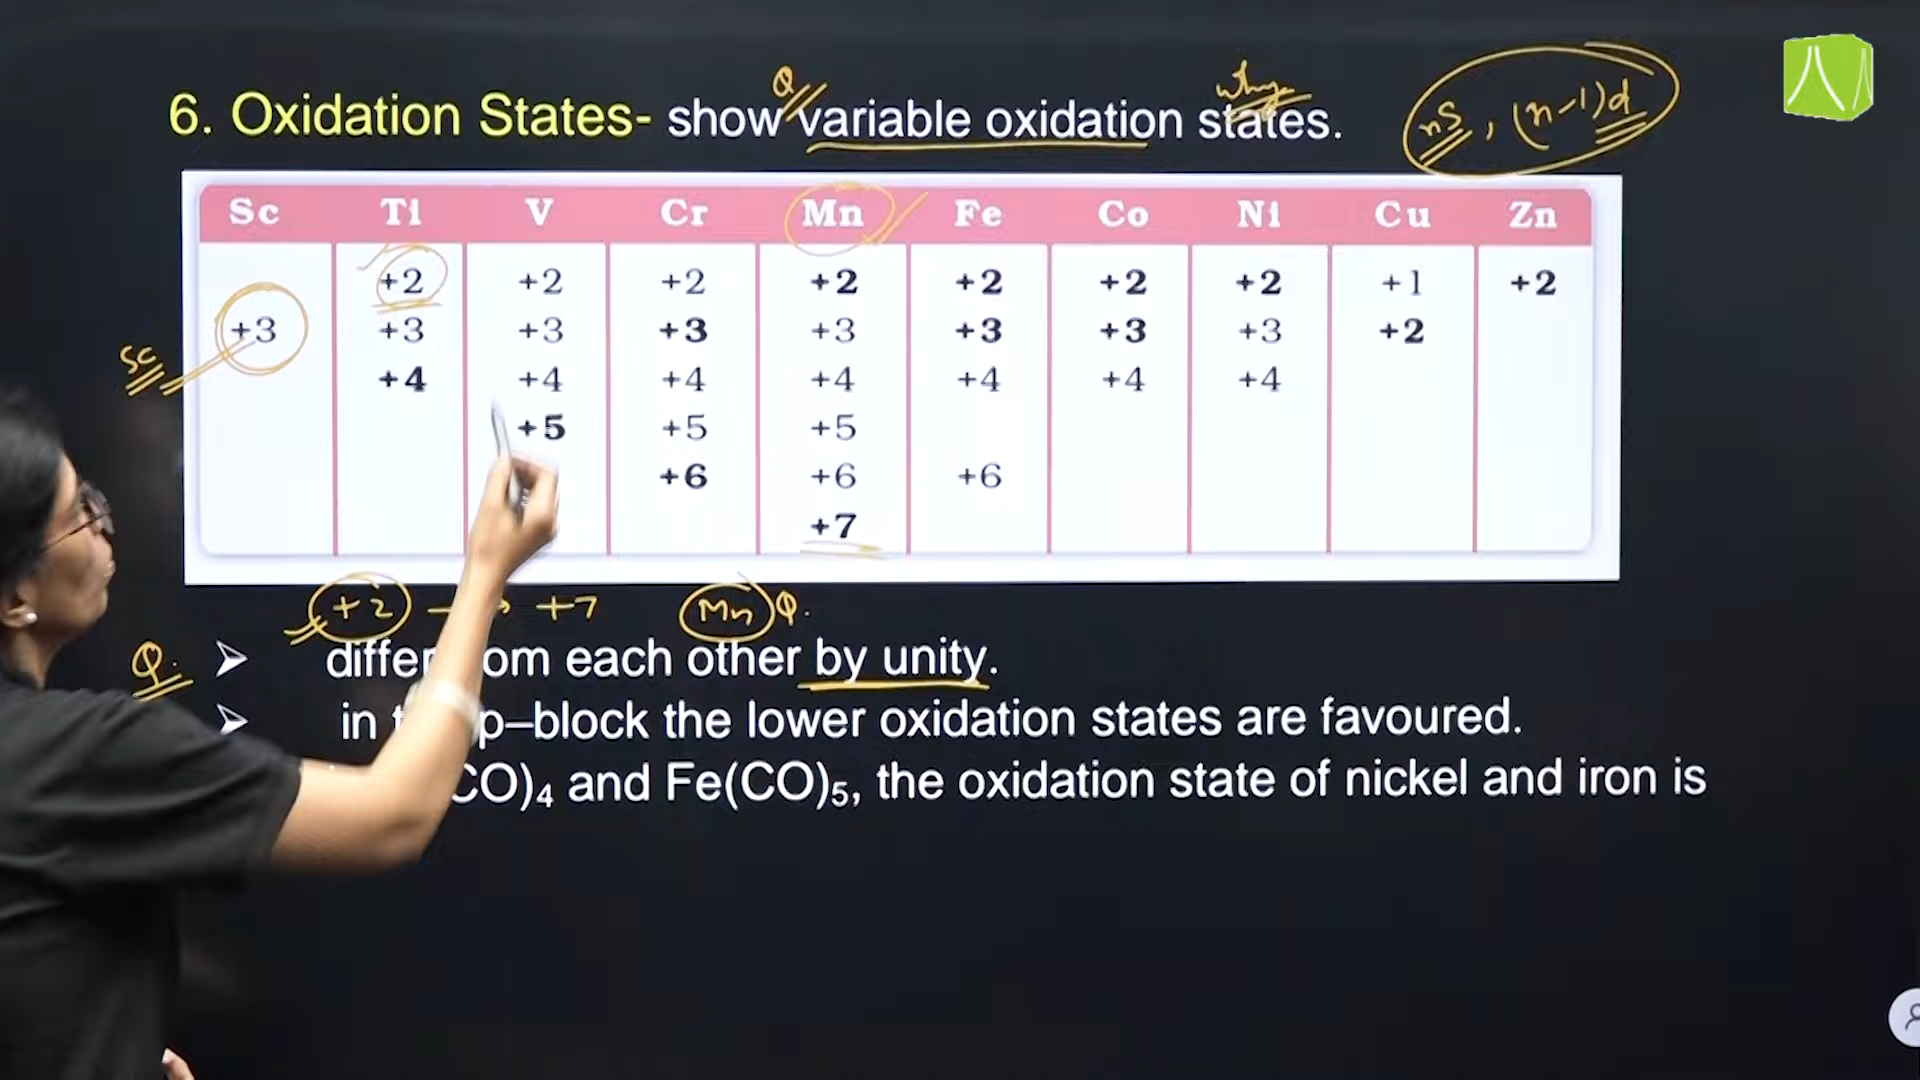 6. Oxidation States- show variable oxidation states.
Q
why
nS, (n-1)d
Sc Ti V Cr Mn Fe Co Ni Cu Zn
+2 +2 +2 +2 +2 +2 +2 +1 +2
+3 +3 +3 +3 +3 +3 +3 +3 +2
+4 +4 +4 +4 +4 +4 +4
+5 +5 +5
+6 +6 +6
+7
Sc
+2 → +7 Mn Q.
Q. ➢ differ from each other by unity.
➢ in p–block the lower oxidation states are favoured.
CO)₄ and Fe(CO)₅, the oxidation state of nickel and iron is